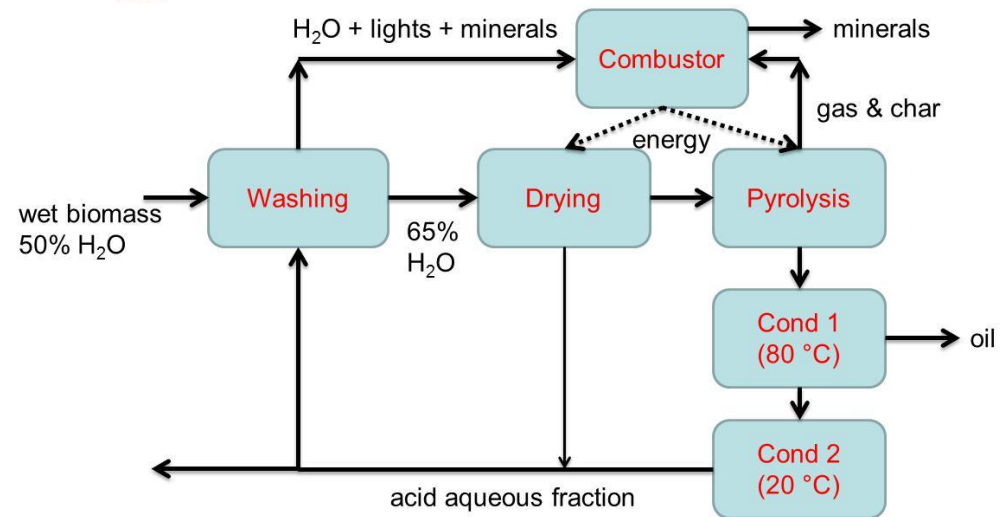 H₂O + lights + minerals
Combustor
minerals
gas & char
energy
Washing
Drying
Pyrolysis
wet biomass
50% H₂O
65%
H₂O
Cond 1
(80 °C)
oil
Cond 2
(20 °C)
acid aqueous fraction